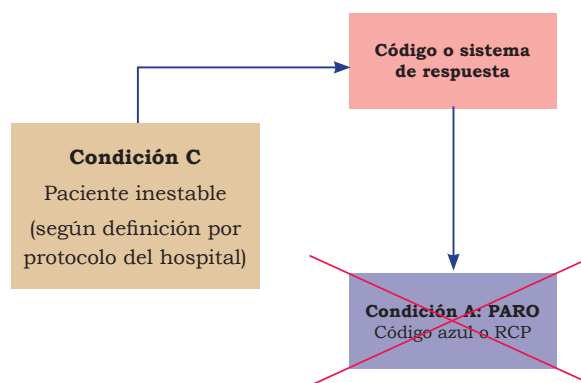 Código o sistema
de respuesta
Condición C
Paciente inestable
(según definición por
protocolo del hospital)
Condición A: PARO
Código azul o RCP